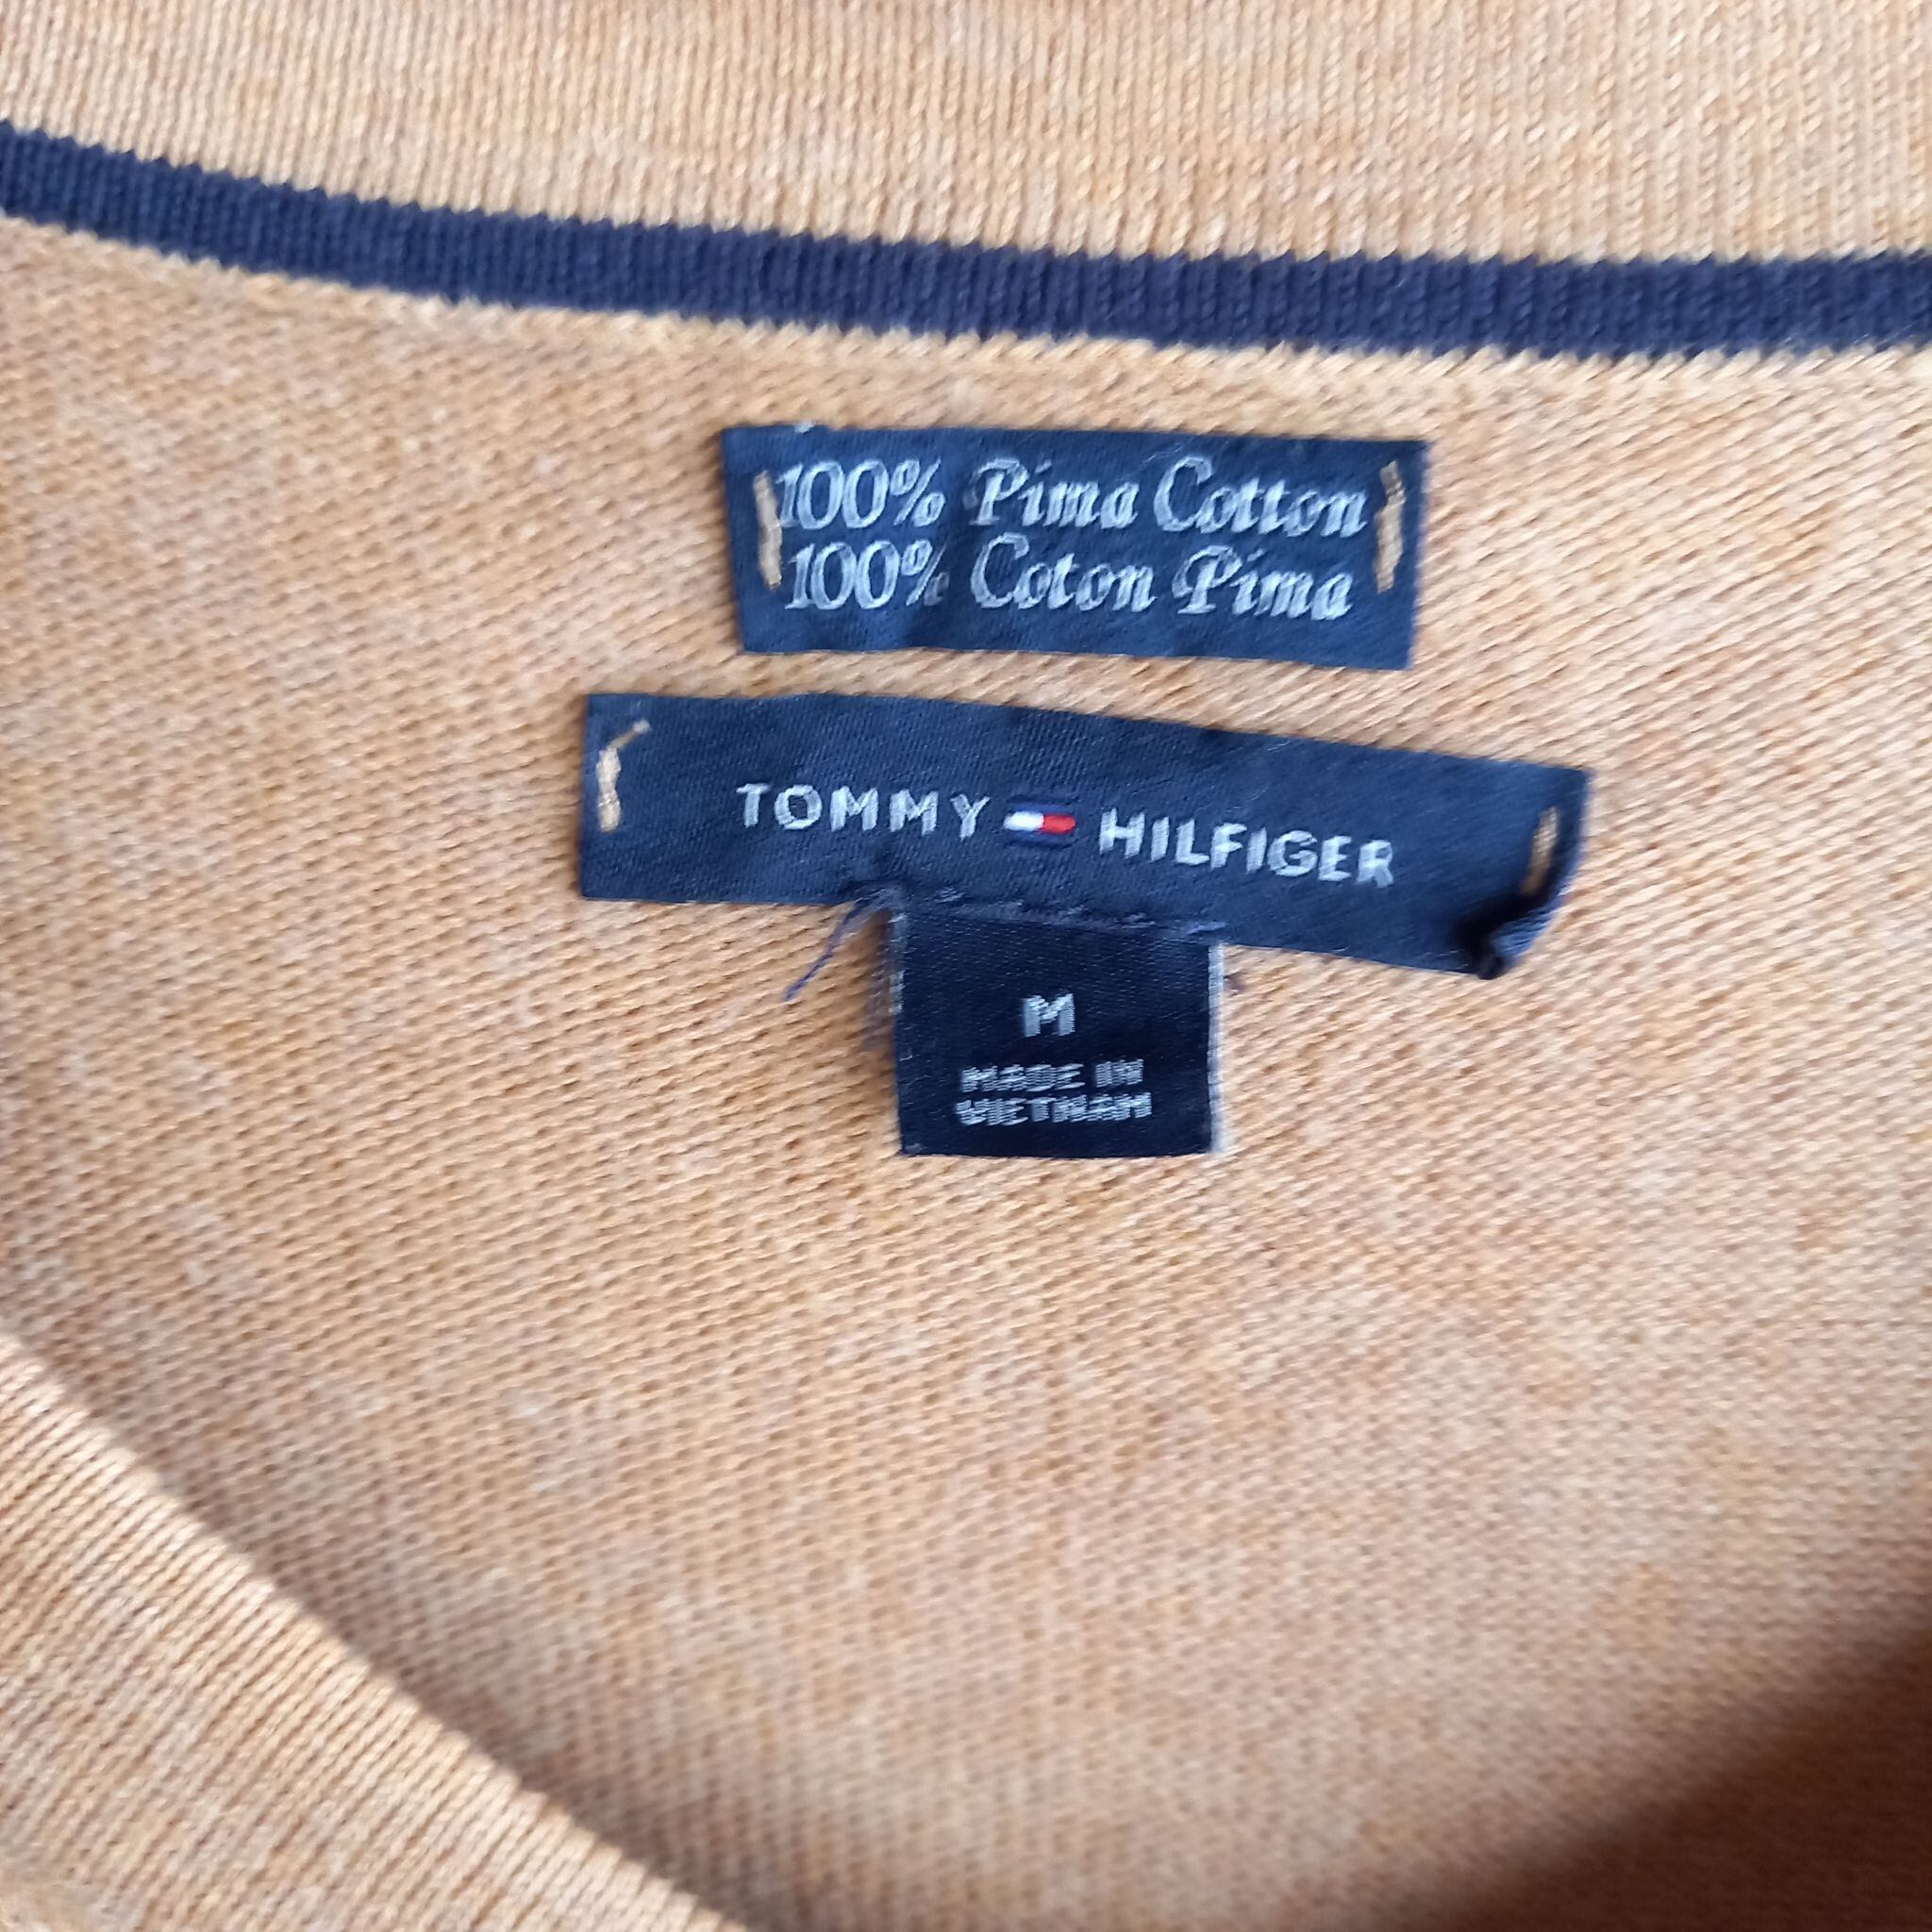 100% Pima Cotton
100% Coton Pima
TOMMY HILFIGER
M
MADE IN
VIETNAM